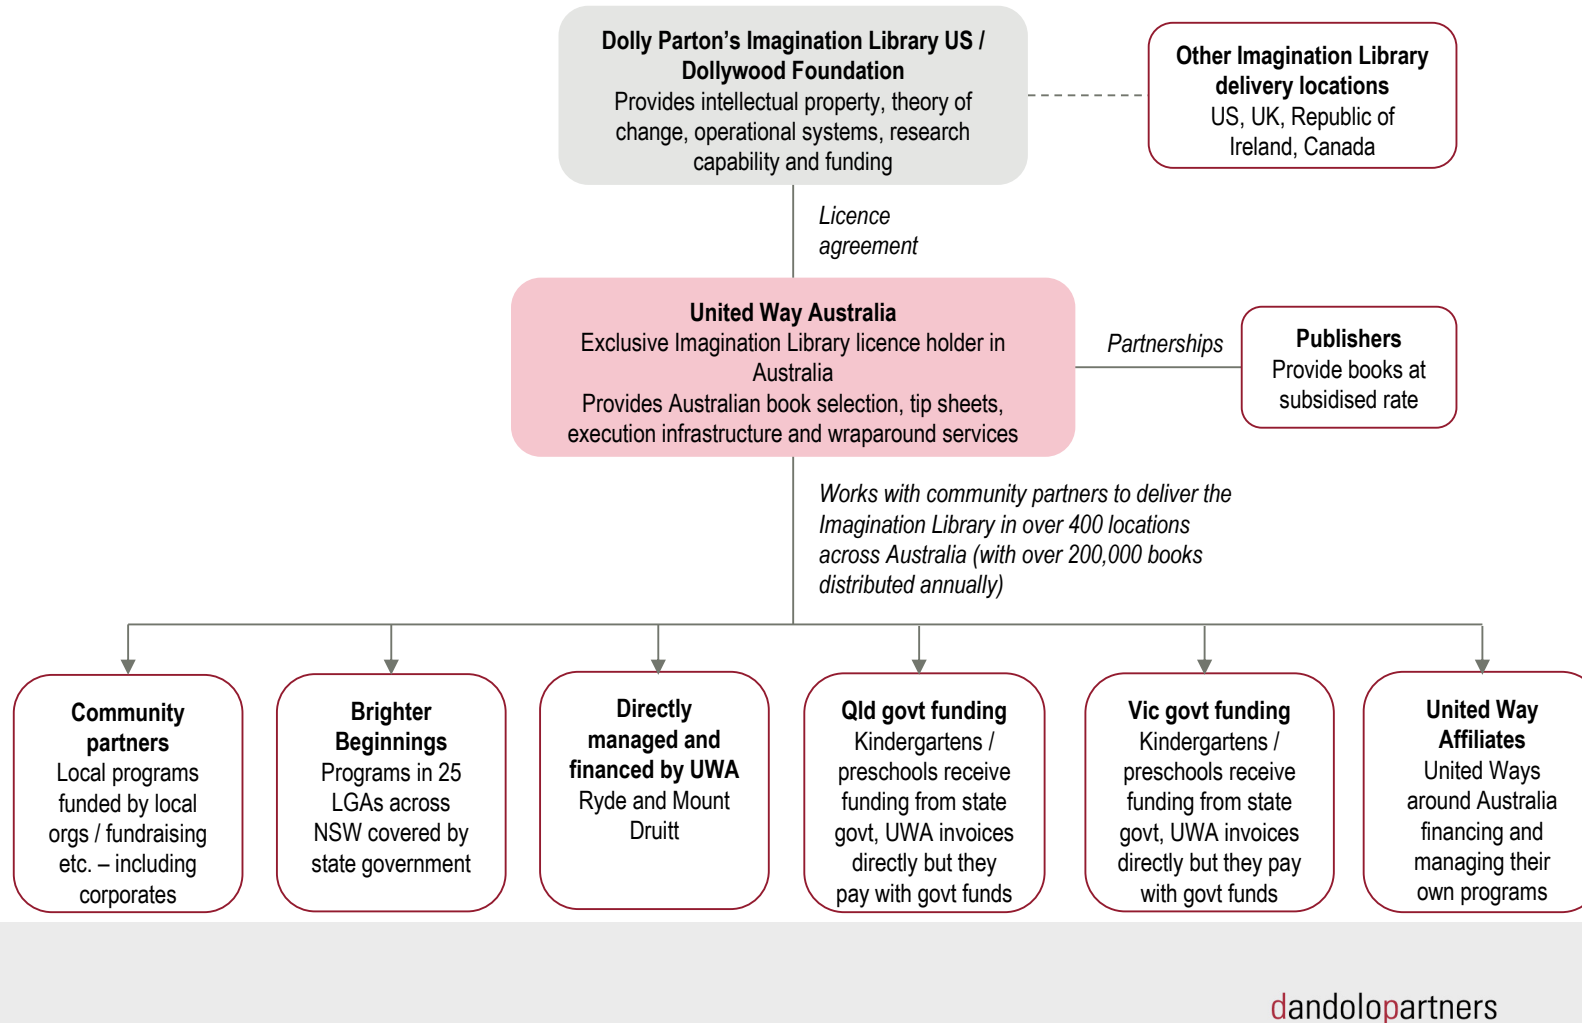 Dolly Parton's Imagination Library US /
Dollywood Foundation
Provides intellectual property, theory of
change, operational systems, research
capability and funding
Other Imagination Library
delivery locations
US, UK, Republic of
Ireland, Canada
Licence
agreement
United Way Australia
Exclusive Imagination Library licence holder in
Australia
Provides Australian book selection, tip sheets,
execution infrastructure and wraparound services
Partnerships
Publishers
Provide books at
subsidised rate
Works with community partners to deliver the
Imagination Library in over 400 locations
across Australia (with over 200,000 books
distributed annually)
Community
partners
Local programs
funded by local
orgs / fundraising
etc. – including
corporates
Brighter
Beginnings
Programs in 25
LGAs across
NSW covered by
state government
Directly
managed and
financed by UWA
Ryde and Mount
Druitt
Qld govt funding
Kindergartens /
preschools receive
funding from state
govt, UWA invoices
directly but they
pay with govt funds
Vic govt funding
Kindergartens /
preschools receive
funding from state
govt, UWA invoices
directly but they pay
with govt funds
United Way
Affiliates
United Ways
around Australia
financing and
managing their
own programs
dandolopartners